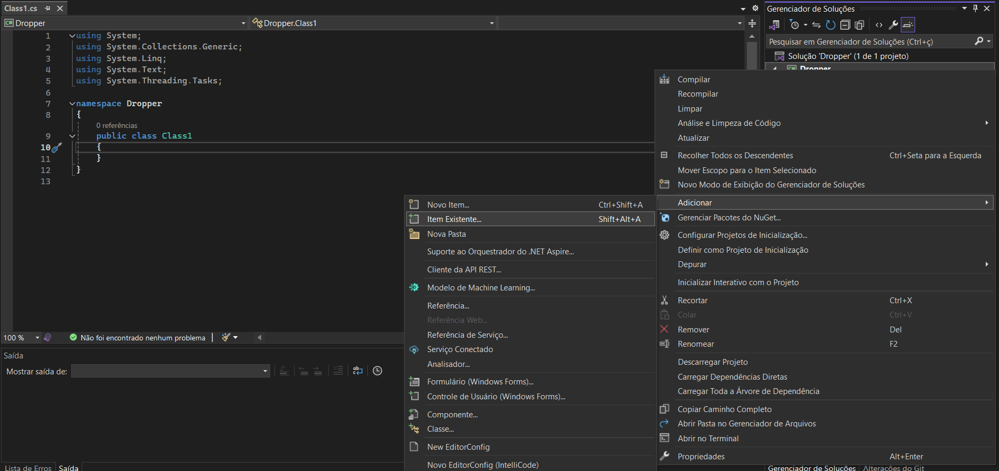 Class1.cs
Dropper
Dropper.Class1
1 using System;
2 using System.Collections.Generic;
3 using System.Linq;
4 using System.Text;
5 using System.Threading.Tasks;
6
7 namespace Dropper
8 {
0 referências
9 public class Class1
10 {
11 }
12 }
13
100 %
Não foi encontrado nenhum problema
Saída
Mostrar saída de:
Lista de Erros
Saída
Gerenciador de Soluções
Pesquisar em Gerenciador de Soluções (Ctrl+ç)
Solução 'Dropper' (1 de 1 projeto)
Dropper
Compilar
Recompilar
Limpar
Análise e Limpeza de Código
Atualizar
Recolher Todos os Descendentes Ctrl+Seta para a Esquerda
Mover Escopo para o Item Selecionado
Novo Modo de Exibição do Gerenciador de Soluções
Adicionar
Gerenciar Pacotes do NuGet...
Configurar Projetos de Inicialização...
Definir como Projeto de Inicialização
Depurar
Inicializar Interativo com o Projeto
Recortar Ctrl+X
Colar Ctrl+V
Remover Del
Renomear F2
Descarregar Projeto
Carregar Dependências Diretas
Carregar Toda a Árvore de Dependência
Copiar Caminho Completo
Abrir Pasta no Gerenciador de Arquivos
Abrir no Terminal
Propriedades Alt+Enter
Novo Item... Ctrl+Shift+A
Item Existente... Shift+Alt+A
Nova Pasta
Suporte ao Orquestrador do .NET Aspire...
Cliente da API REST...
Modelo de Machine Learning...
Referência...
Referência Web...
Referência de Serviço...
Serviço Conectado
Analisador...
Formulário (Windows Forms)...
Controle de Usuário (Windows Forms)...
Componente...
Classe...
New EditorConfig
Novo EditorConfig (IntelliCode)
Gerenciador de Soluções
Alterações do Git